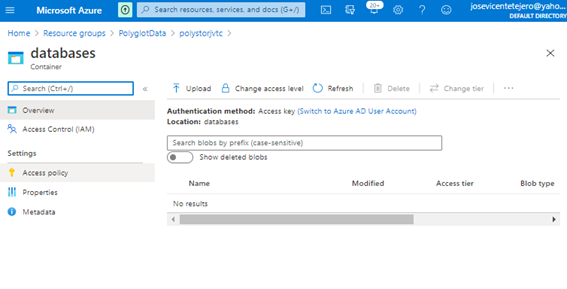 Microsoft Azure
Search resources, services, and docs (G+/)
20+
josevicentetejero@yaho...
DEFAULT DIRECTORY
Home > Resource groups > PolyglotData > polystorjvtc >
databases
Container
Search (Ctrl+/)
Overview
Access Control (IAM)
Settings
Access policy
Properties
Metadata
Upload
Change access level
Refresh
Delete
Change tier
Authentication method: Access key (Switch to Azure AD User Account)
Location: databases
Search blobs by prefix (case-sensitive)
Show deleted blobs
Name Modified Access tier Blob type
No results